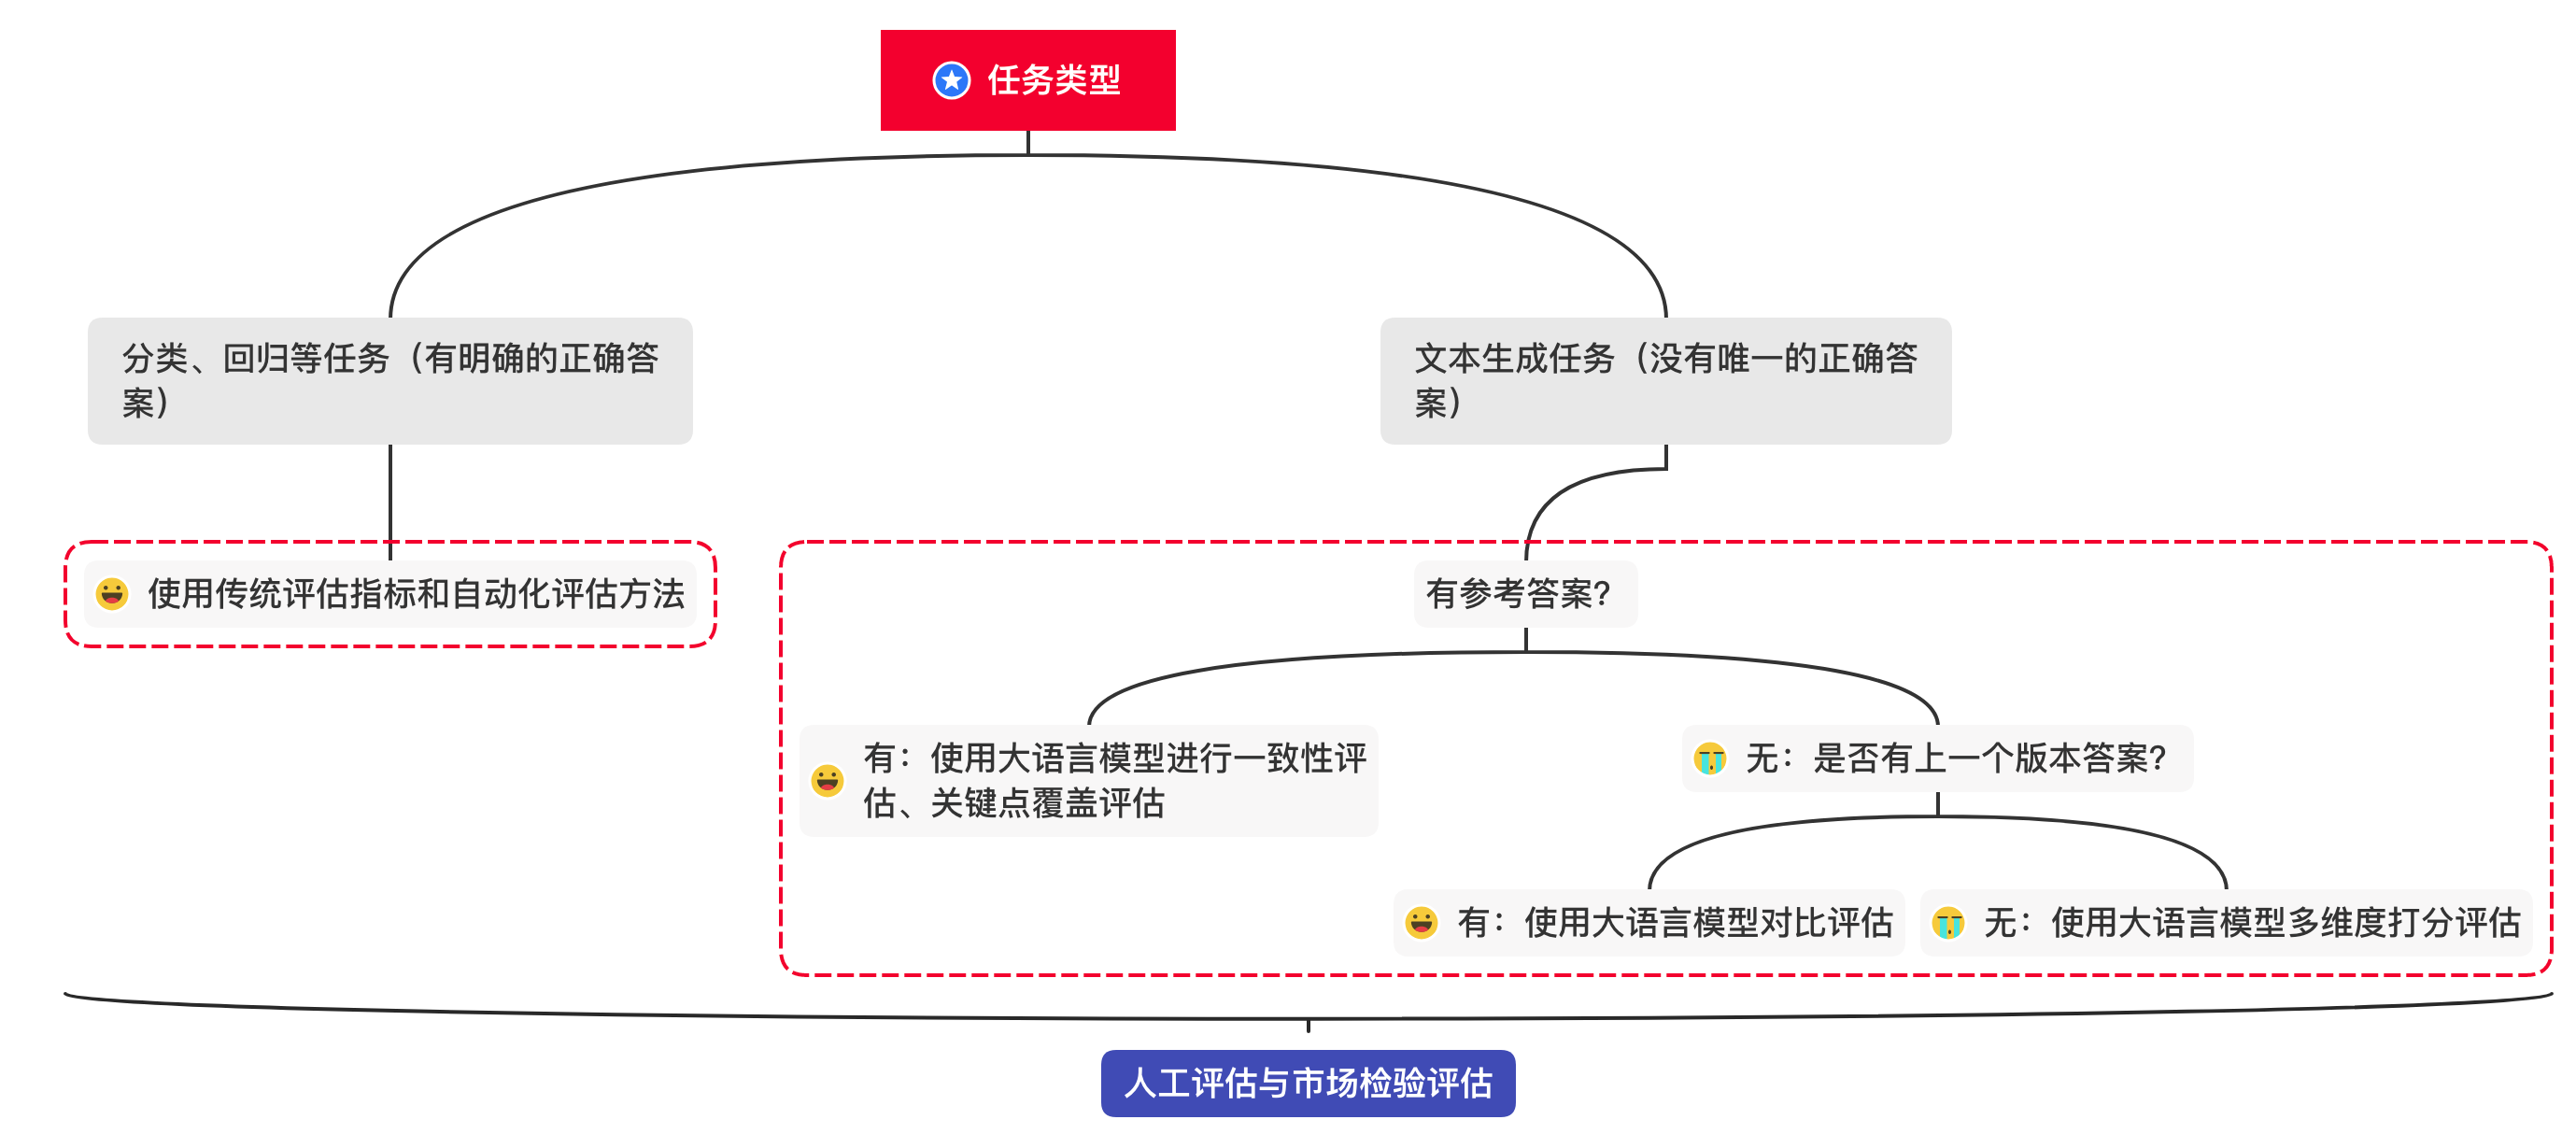 任务类型
分类、回归等任务（有明确的正确答
案）
文本生成任务（没有唯一的正确答
案）
使用传统评估指标和自动化评估方法
有参考答案?
有：使用大语言模型进行一致性评
估、关键点覆盖评估
无：是否有上一个版本答案?
有：使用大语言模型对比评估
无：使用大语言模型多维度打分评估
人工评估与市场检验评估